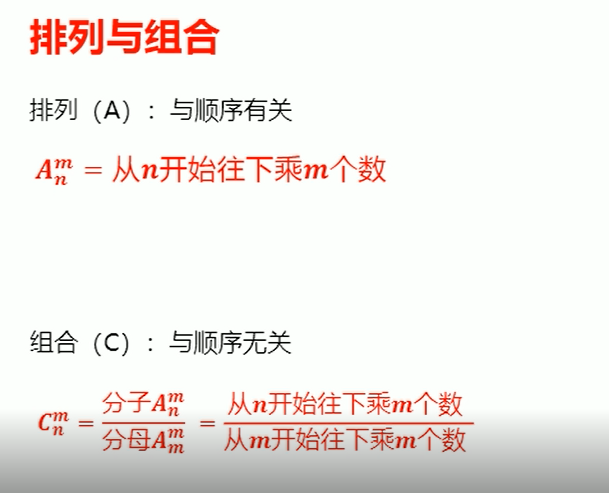 排列与组合
排列（A）：与顺序有关
$A_n^m$ = 从n开始往下乘m个数
组合（C）：与顺序无关
$C_n^m = \frac{分子A_n^m}{分母A_m^m} = \frac{从n开始往下乘m个数}{从m开始往下乘m个数}$